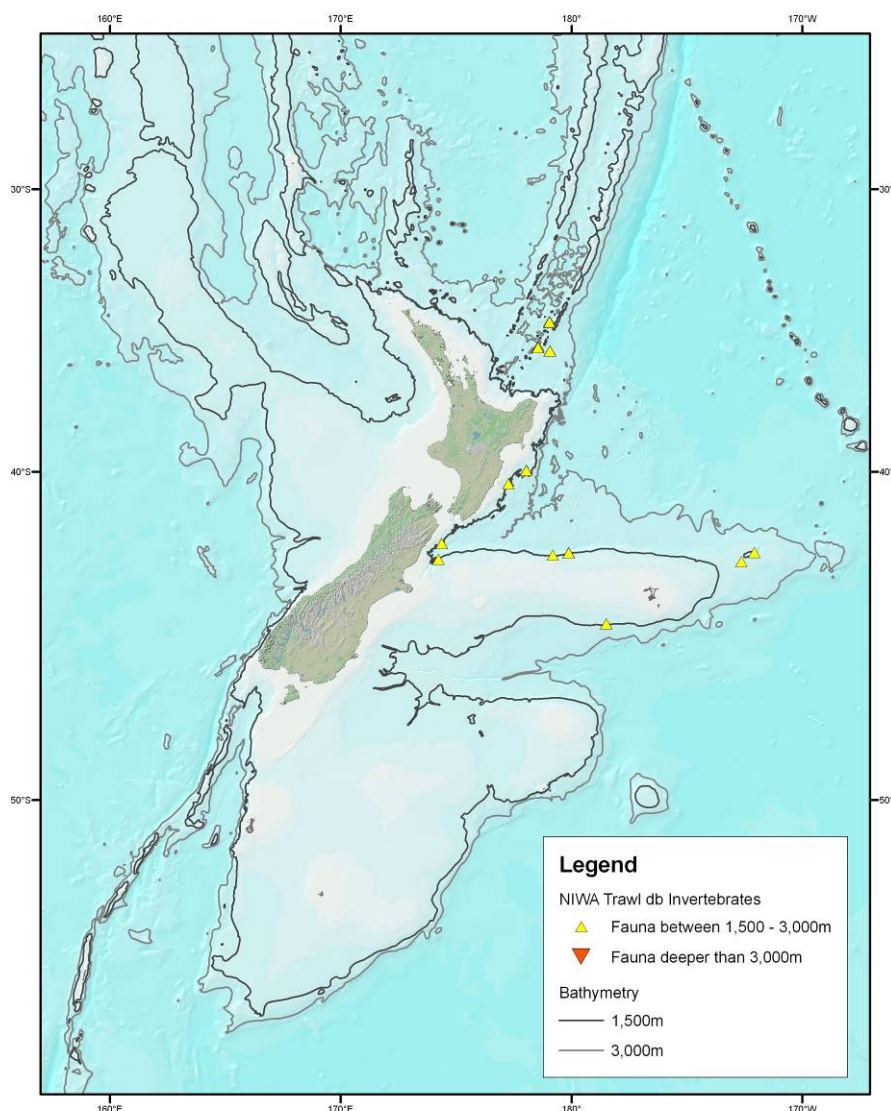 160°E 170°E 180° 170°W
30°S 30°S
40°S 40°S
50°S 50°S
Legend
NIWA Trawl db Invertebrates
Fauna between 1,500 - 3,000m
Fauna deeper than 3,000m
Bathymetry
1,500m
3,000m
160°E 170°E 180° 170°W